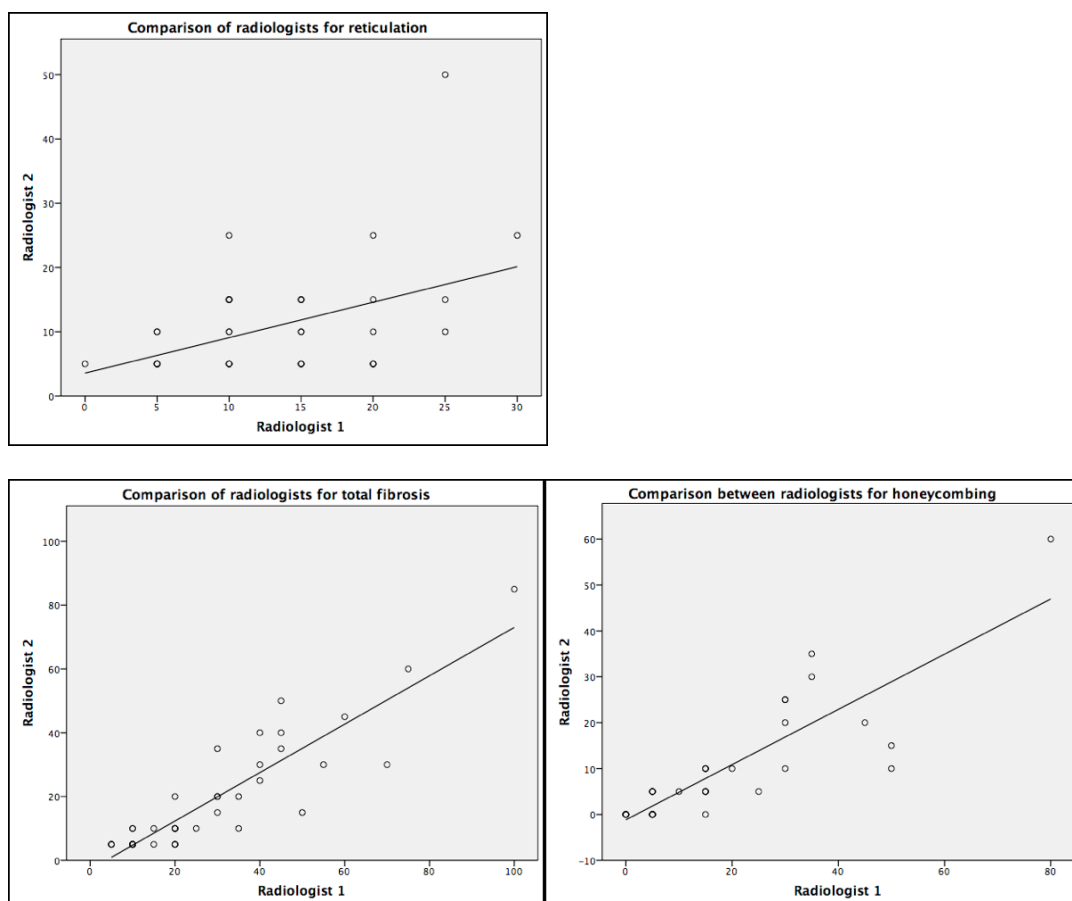 Comparison of radiologists for reticulation
50
40
30
20
10
0
Radiologist 2
0 5 10 15 20 25 30
Radiologist 1
Comparison of radiologists for total fibrosis
100
80
60
40
20
0
Radiologist 2
0 20 40 60 80 100
Radiologist 1
Comparison between radiologists for honeycombing
60
50
40
30
20
10
0
-10
Radiologist 2
0 20 40 60 80
Radiologist 1